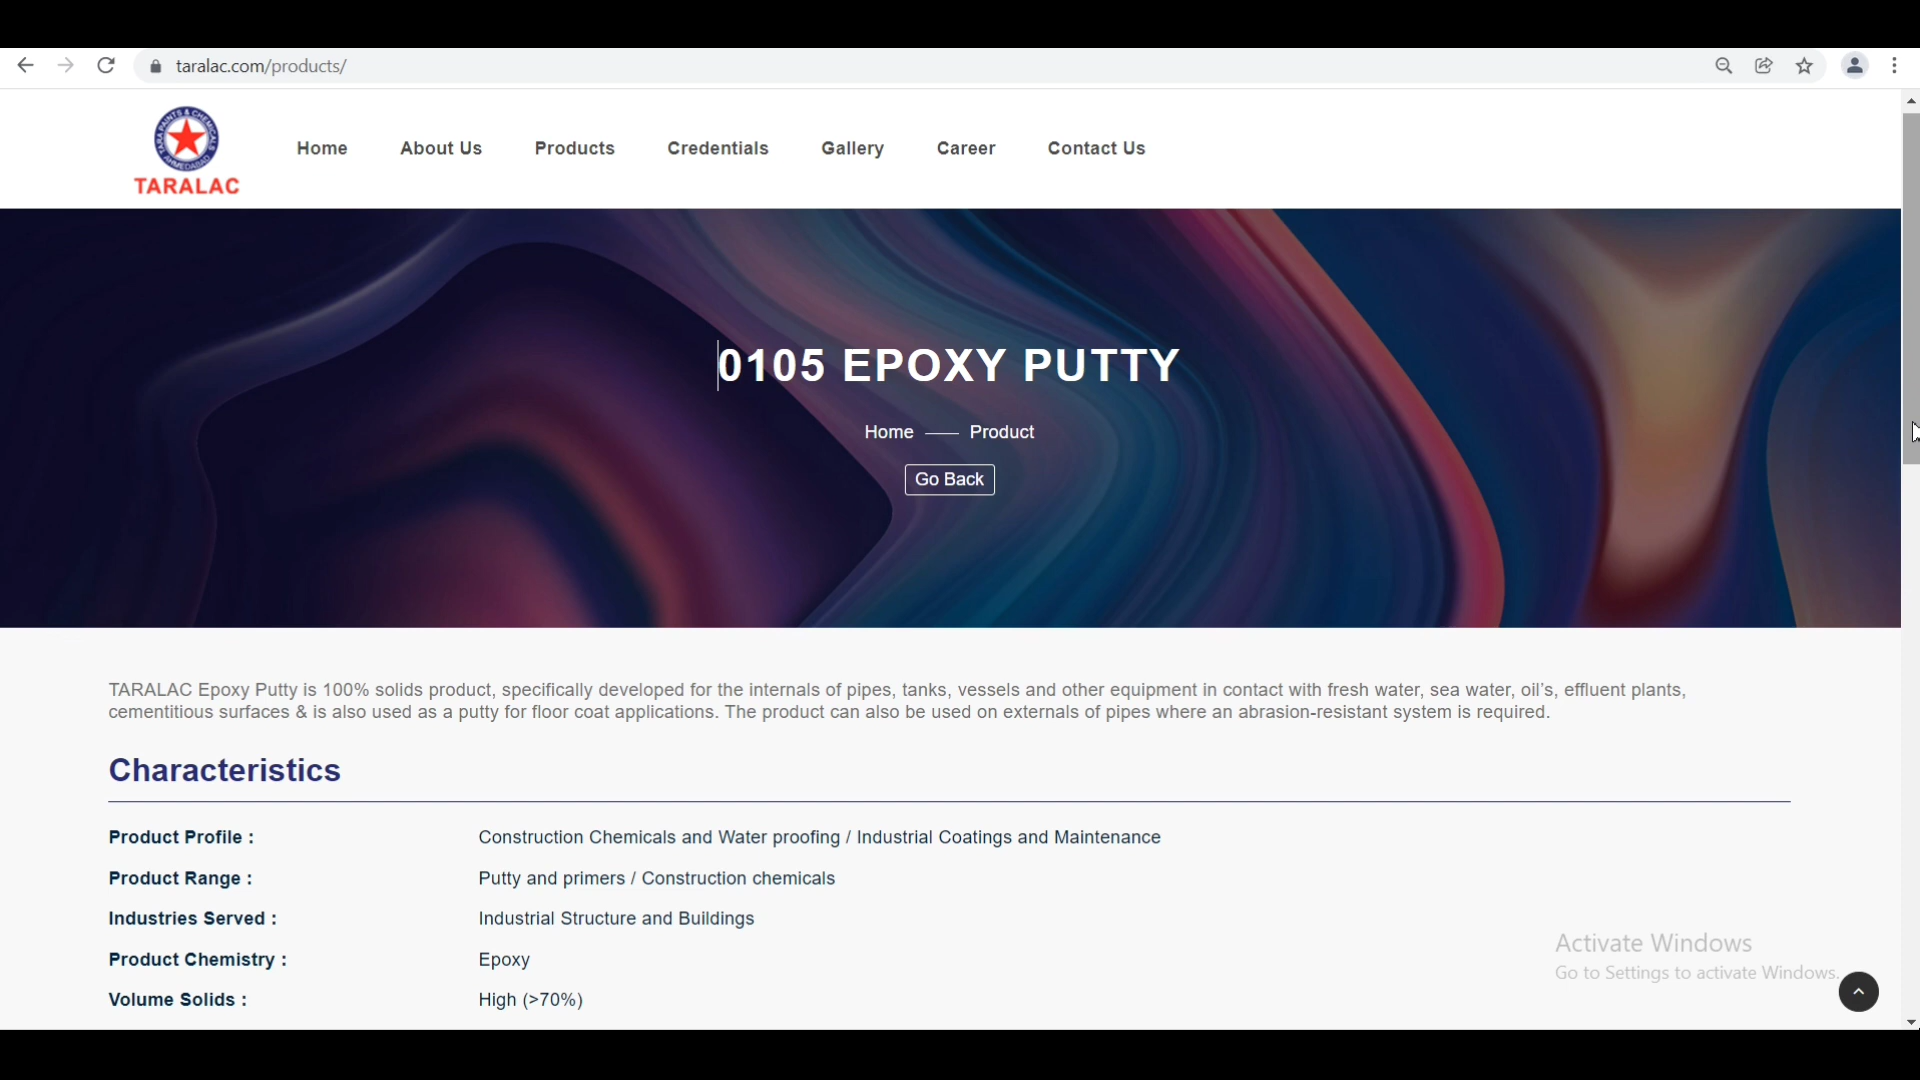 taralac.com/products/
TARA PAINTS & CHEMICALS
AHMEDABAD
TARALAC
Home
About Us
Products
Credentials
Gallery
Career
Contact Us
0105 EPOXY PUTTY
Home
Product
Go Back
TARALAC Epoxy Putty is 100% solids product, specifically developed for the internals of pipes, tanks, vessels and other equipment in contact with fresh water, sea water, oil's, effluent plants,
cementitious surfaces & is also used as a putty for floor coat applications. The product can also be used on externals of pipes where an abrasion-resistant system is required.
Characteristics
Product Profile : Construction Chemicals and Water proofing / Industrial Coatings and Maintenance
Product Range : Putty and primers / Construction chemicals
Industries Served : Industrial Structure and Buildings
Product Chemistry : Epoxy
Volume Solids : High (>70%)
Activate Windows
Go to Settings to activate Windows.